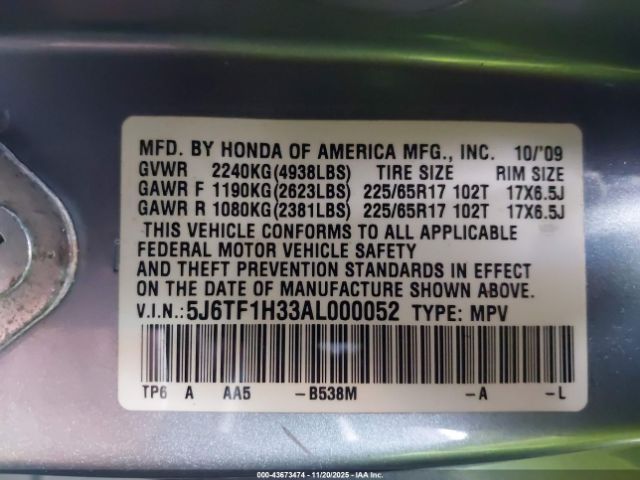 MFD. BY HONDA OF AMERICA MFG., INC. 10/'09
GVWR 2240KG(4938LBS) TIRE SIZE RIM SIZE
GAWR F 1190KG(2623LBS) 225/65R17 102T 17X6.5J
GAWR R 1080KG(2381LBS) 225/65R17 102T 17X6.5J
THIS VEHICLE CONFORMS TO ALL APPLICABLE
FEDERAL MOTOR VEHICLE SAFETY
AND THEFT PREVENTION STANDARDS IN EFFECT
ON THE DATE OF MANUFACTURE SHOWN ABOVE.
V.I.N.:5J6TF1H33AL000052 TYPE: MPV
TP6 A AA5 -B538M -A -L
000-43673474 - 11/20/2025 - IAA Inc.